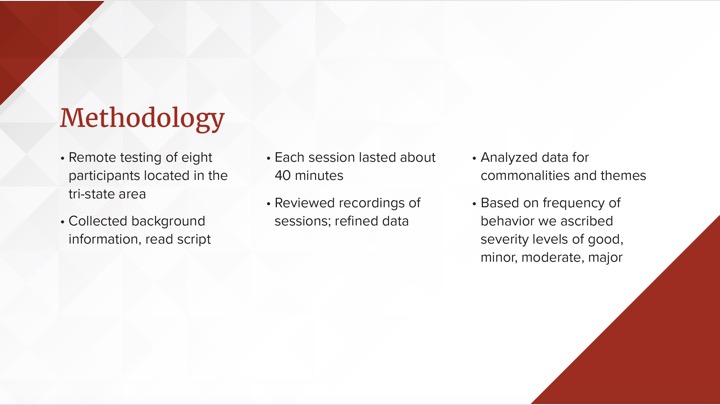 Methodology
• Remote testing of eight
participants located in the
tri-state area
• Collected background
information, read script
• Each session lasted about
40 minutes
• Reviewed recordings of
sessions; refined data
• Analyzed data for
commonalities and themes
• Based on frequency of
behavior we ascribed
severity levels of good,
minor, moderate, major